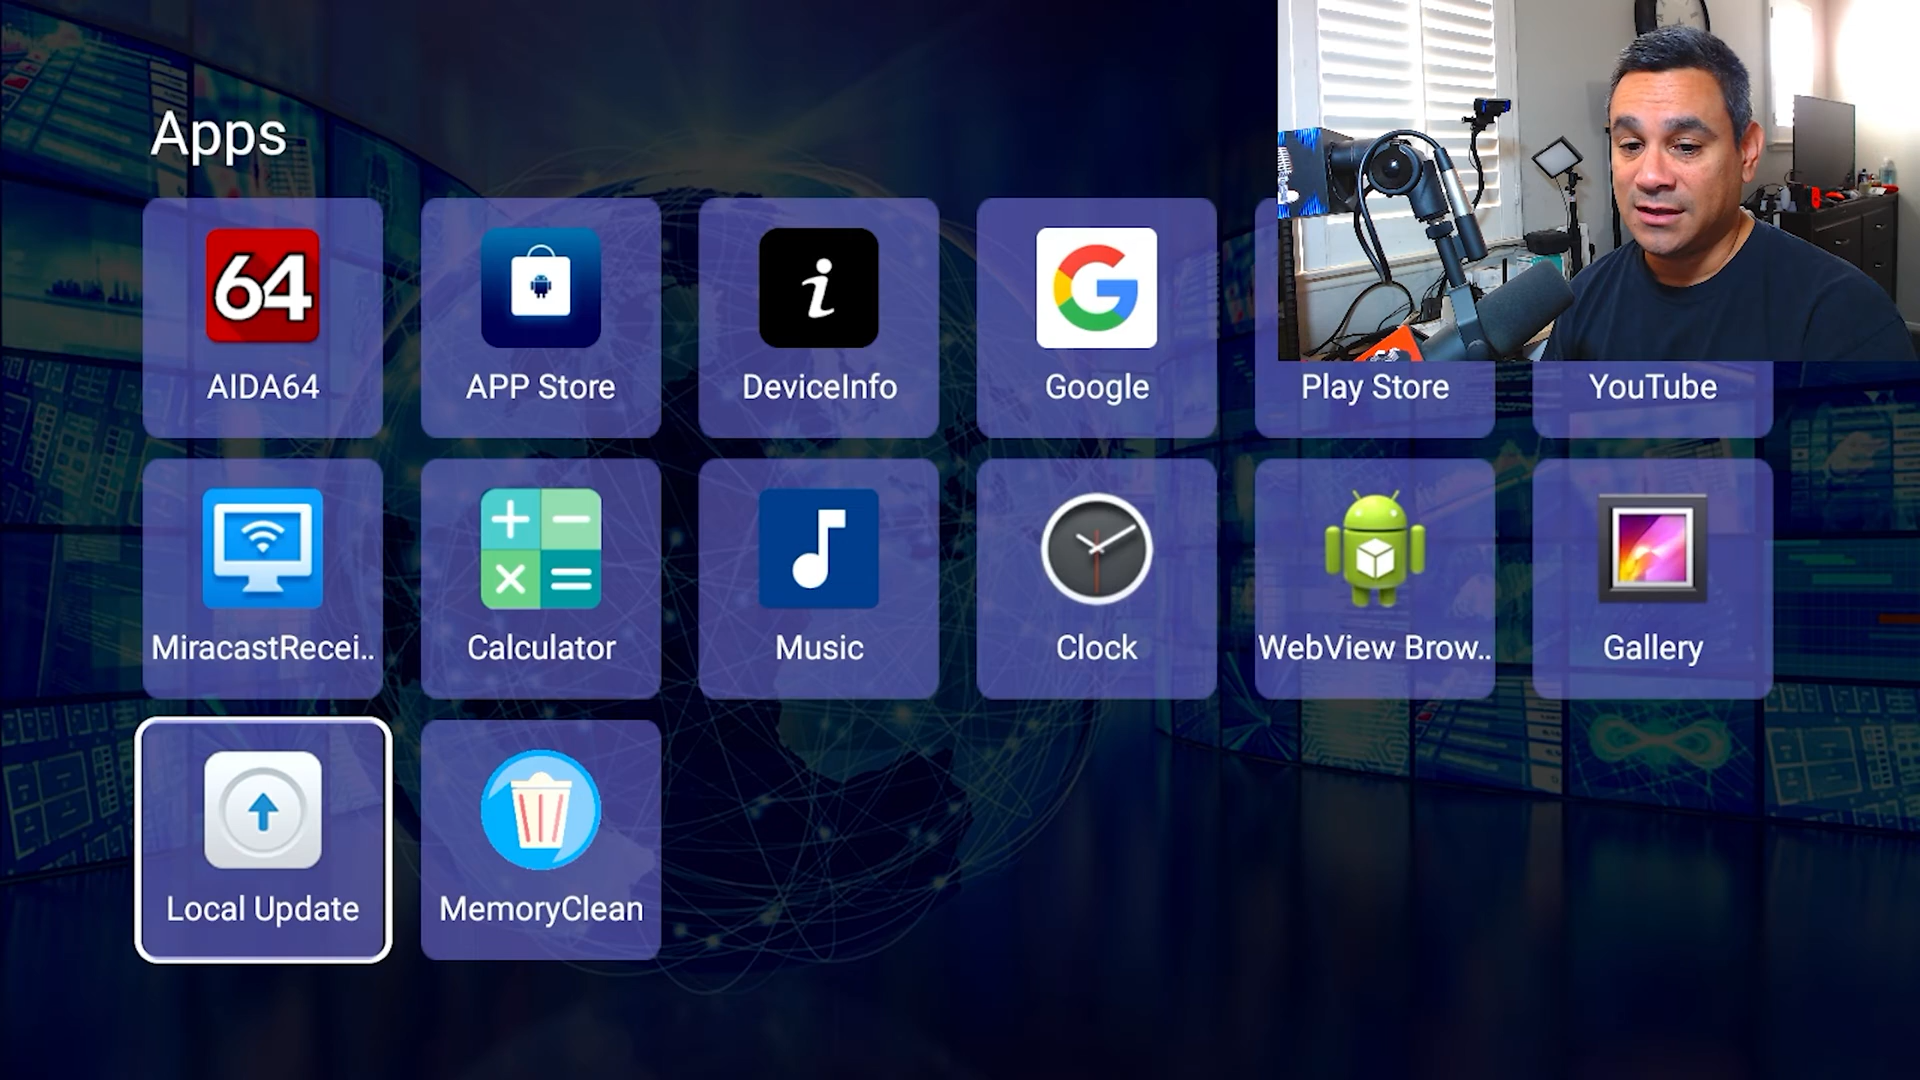 Apps
64
i
G
AIDA64
APP Store
DeviceInfo
Google
Play Store
YouTube
MiracastRecei..
Calculator
Music
Clock
WebView Brow..
Gallery
Local Update
MemoryClean